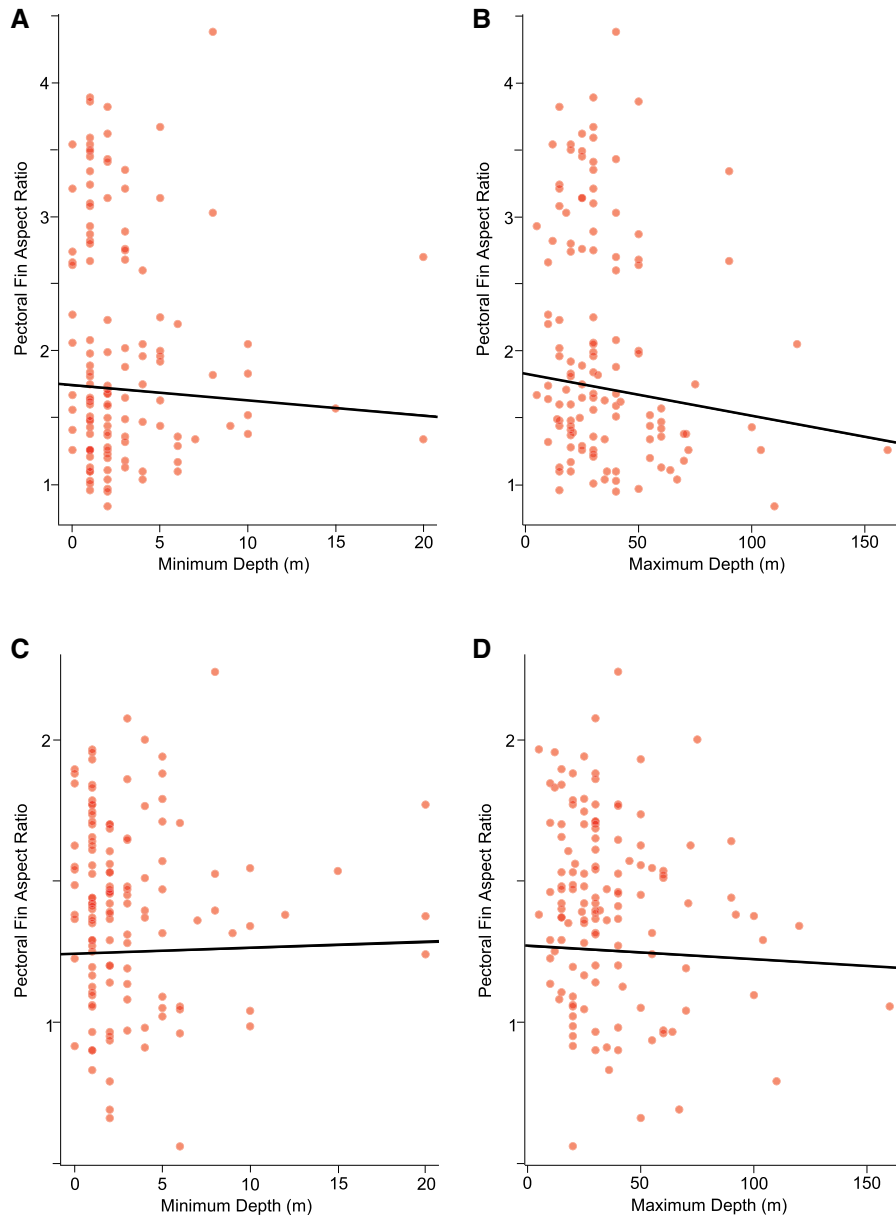 A
Pectoral Fin Aspect Ratio
4
3
2
1
0
5
10
15
20
Minimum Depth (m)
B
Pectoral Fin Aspect Ratio
4
3
2
1
0
50
100
150
Maximum Depth (m)
C
Pectoral Fin Aspect Ratio
2
1
0
5
10
15
20
Minimum Depth (m)
D
Pectoral Fin Aspect Ratio
2
1
0
50
100
150
Maximum Depth (m)